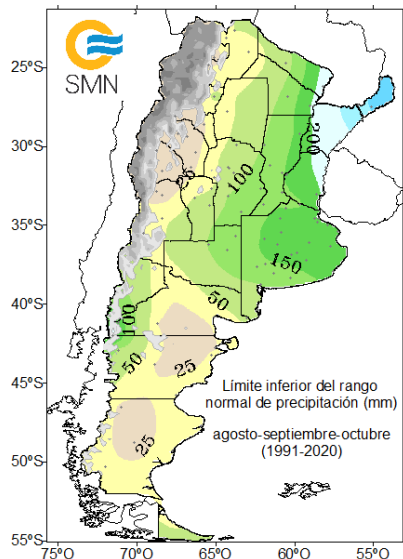 SMN
25°S
30°S
35°S
40°S
45°S
50°S
55°S
200
25
100
150
50
100
50
25
25
Límite inferior del rango
normal de precipitación (mm)
agosto-septiembre-octubre
(1991-2020)
75°O
70°O
65°O
60°O
55°O